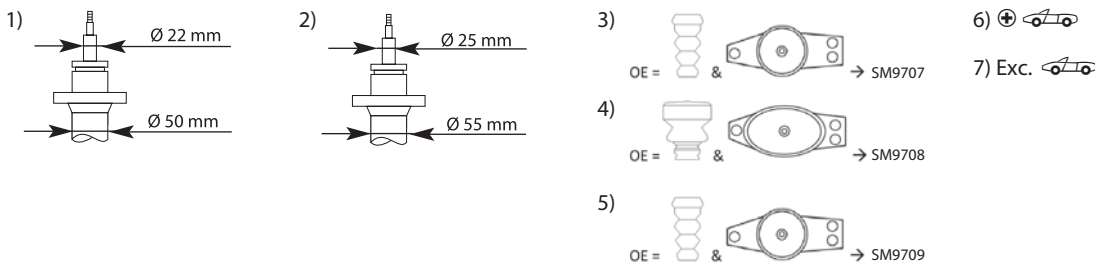 1)
Ø 22 mm
Ø 50 mm
2)
Ø 25 mm
Ø 55 mm
3)
OE = & → SM9707
4)
OE = & → SM9708
5)
OE = & → SM9709
6)
7) Exc.